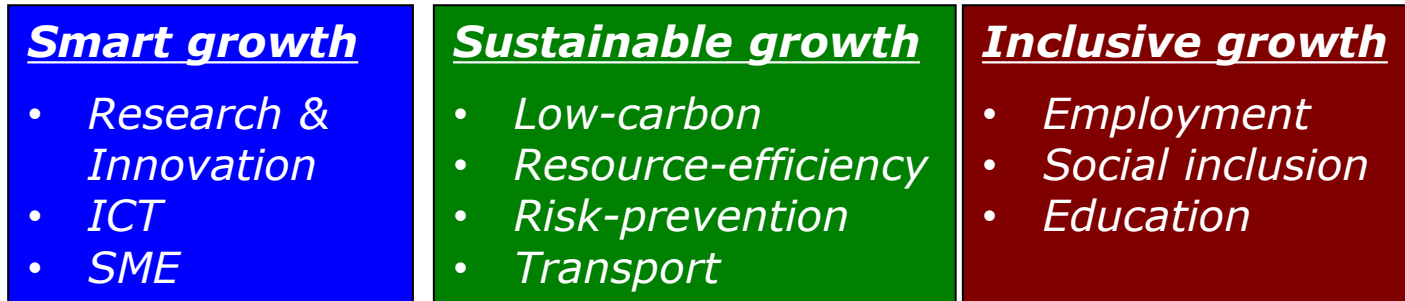 Smart growth
• Research &
Innovation
• ICT
• SME
Sustainable growth
• Low-carbon
• Resource-efficiency
• Risk-prevention
• Transport
Inclusive growth
• Employment
• Social inclusion
• Education